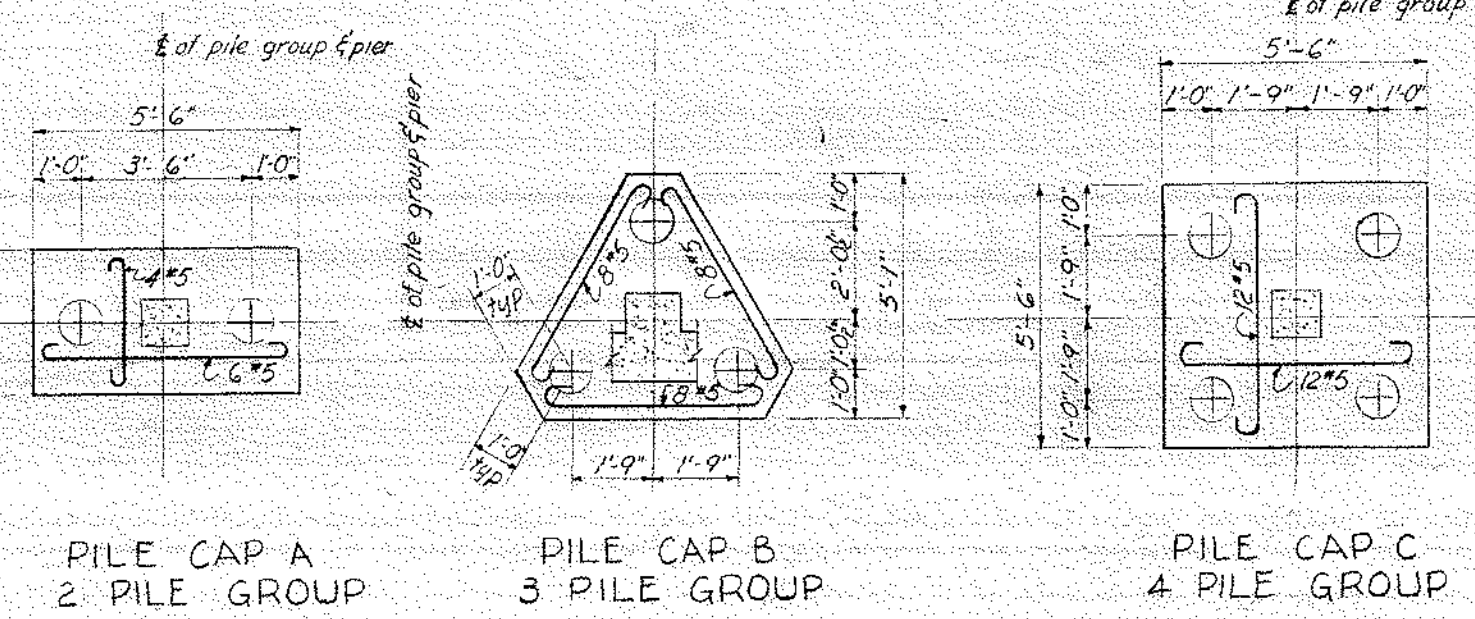 ℄ of pile group & pier
5'-6"
1'-0" 3'-6" 1'-0"
4#5
6#5
PILE CAP A
2 PILE GROUP
℄ of pile group & pier
8#5
8#5
8#5
1'-0"
typ
1'-0"
typ
1'-9" 1'-9"
1'-0"
2'-0½"
1'-0½"
1'-0"
5'-1"
PILE CAP B
3 PILE GROUP
℄ of pile group
5'-6"
1'-0" 1'-9" 1'-9" 1'-0"
1'-0"
1'-9"
1'-9"
1'-0"
5'-6"
12#5
12#5
PILE CAP C
4 PILE GROUP